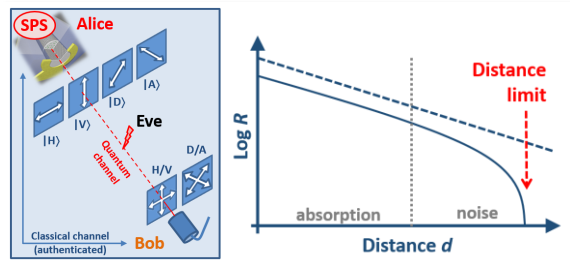 SPS
Alice
|A⟩
|D⟩
|V⟩
|H⟩
Eve
Quantum
channel
D/A
H/V
Classical channel
(authenticated)
Bob
Log R
Distance
limit
absorption
noise
Distance d